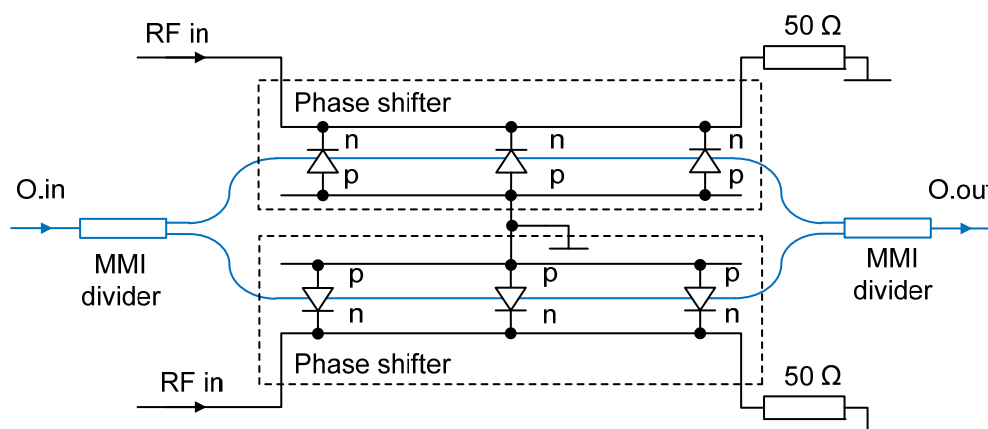 RF in
50 Ω
Phase shifter
n n n
p p p
O.in
O.out
MMI
divider
MMI
divider
p p p
n n n
Phase shifter
RF in
50 Ω